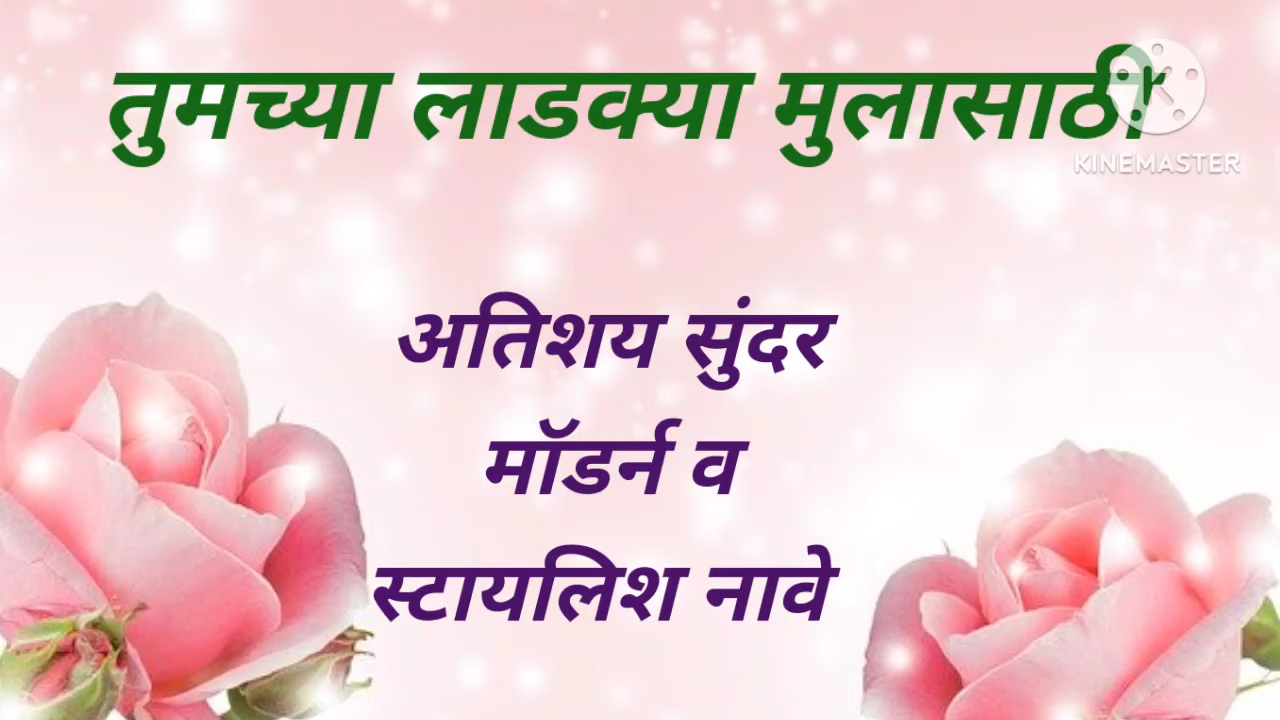 तुमच्या लाडक्या मुलासाठी
KINEMASTER
अतिशय सुंदर
मॉडर्न व
स्टायलिश नावे